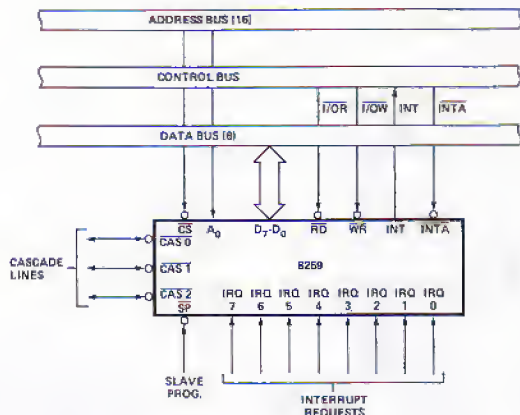 ADDRESS BUS (16)
CONTROL BUS
I/OR I/OW INT INTA
DATA BUS (8)
CS A0 D7-D0 RD WR INT INTA
CAS 0
CASCADE
LINES
CAS 1
8259
CAS 2
SP
IRQ IRQ IRQ IRQ IRQ IRQ IRQ IRQ
7 6 5 4 3 2 1 0
SLAVE
PROG.
INTERRUPT
REQUESTS